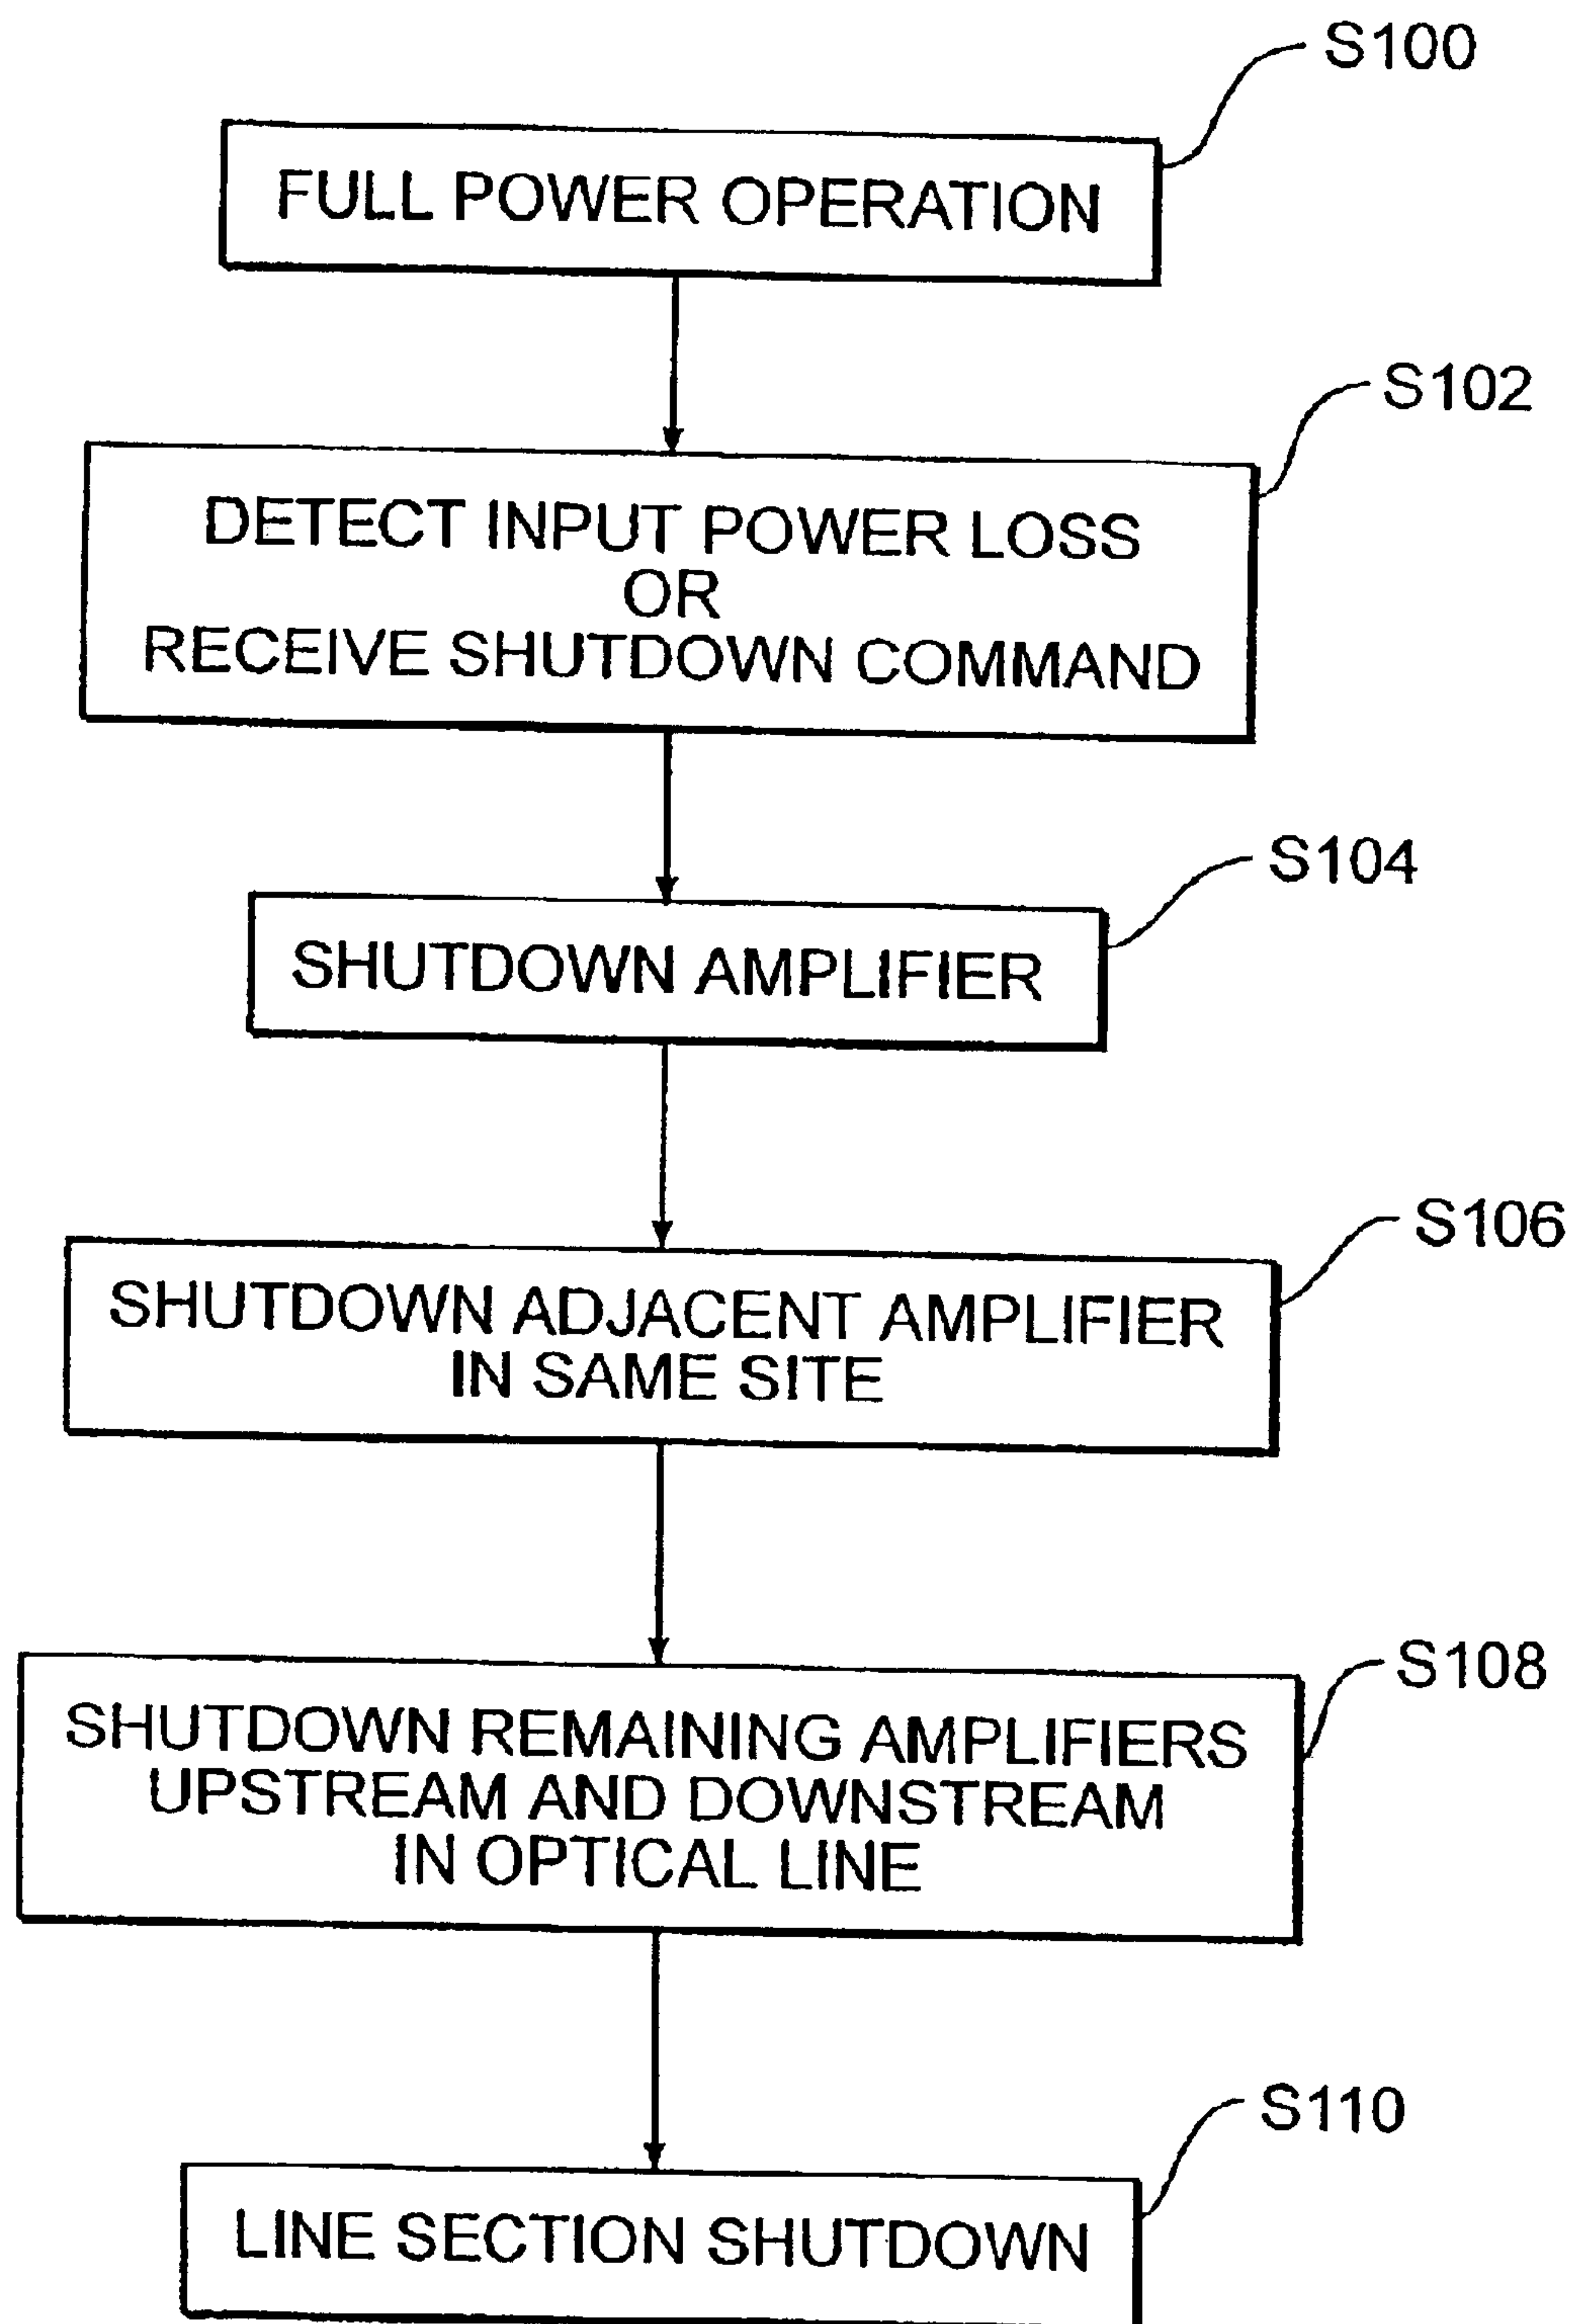 S100
FULL POWER OPERATION
S102
DETECT INPUT POWER LOSS
OR
RECEIVE SHUTDOWN COMMAND
S104
SHUTDOWN AMPLIFIER
S106
SHUTDOWN ADJACENT AMPLIFIER
IN SAME SITE
S108
SHUTDOWN REMAINING AMPLIFIERS
UPSTREAM AND DOWNSTREAM
IN OPTICAL LINE
S110
LINE SECTION SHUTDOWN